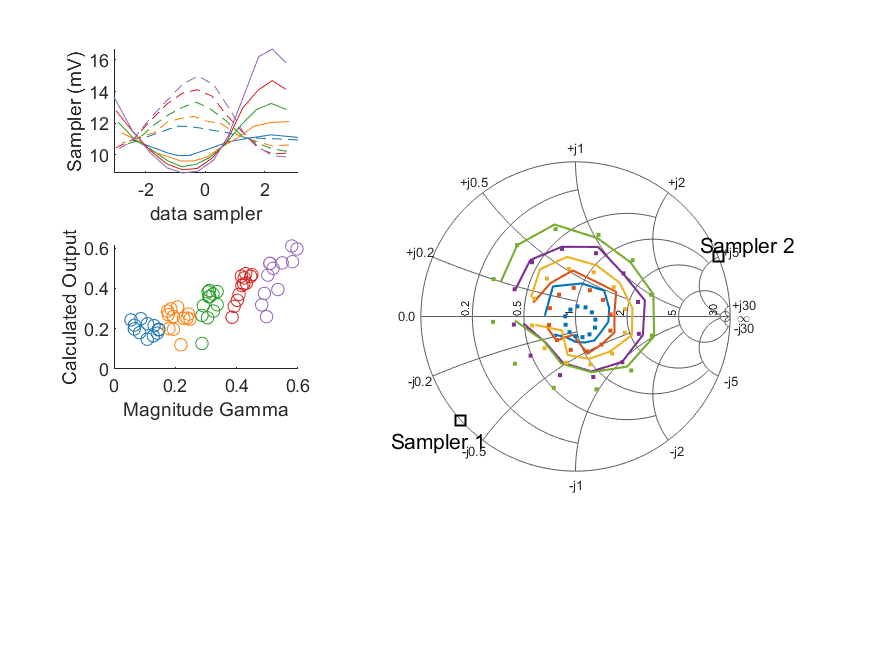 Sampler (mV)
16
14
12
10
-2
0
2
data sampler
Calculated Output
0.6
0.4
0.2
0
0
0.2
0.4
0.6
Magnitude Gamma
+j1
+j0.5
+j2
+j0.2
Sampler 2
+j5
0.0
0.2
0.5
1
2
5
30
+j30
∞
-j30
-j0.2
-j5
Sampler 1
-j0.5
-j2
-j1